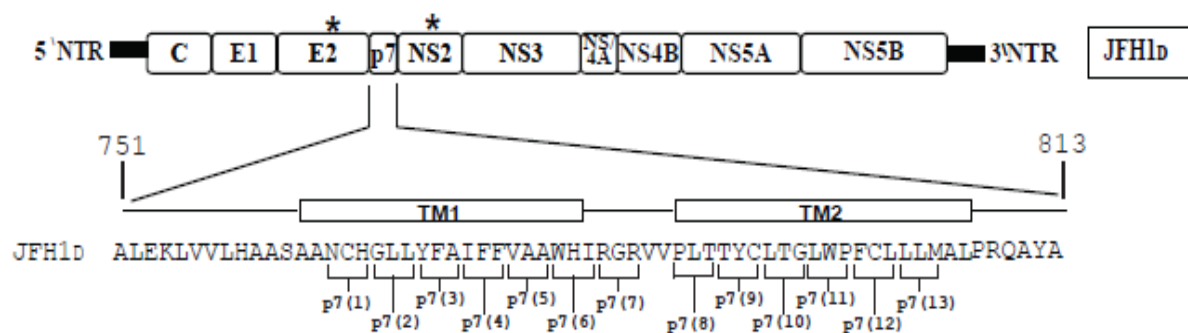 * *
5'NTR C E1 E2 p7 NS2 NS3 NS/4A NS4B NS5A NS5B 3'NTR JFH1D
751 813
TM1 TM2
JFH1D ALEKLVVLHAASAANCHGLLYFAIFFVAAWHIRGRVVPLTTYCLTGLWPFCLLLMALPRQAYA
p7(1) p7(3) p7(5) p7(7) p7(9) p7(11) p7(13)
p7(2) p7(4) p7(6) p7(8) p7(10) p7(12)